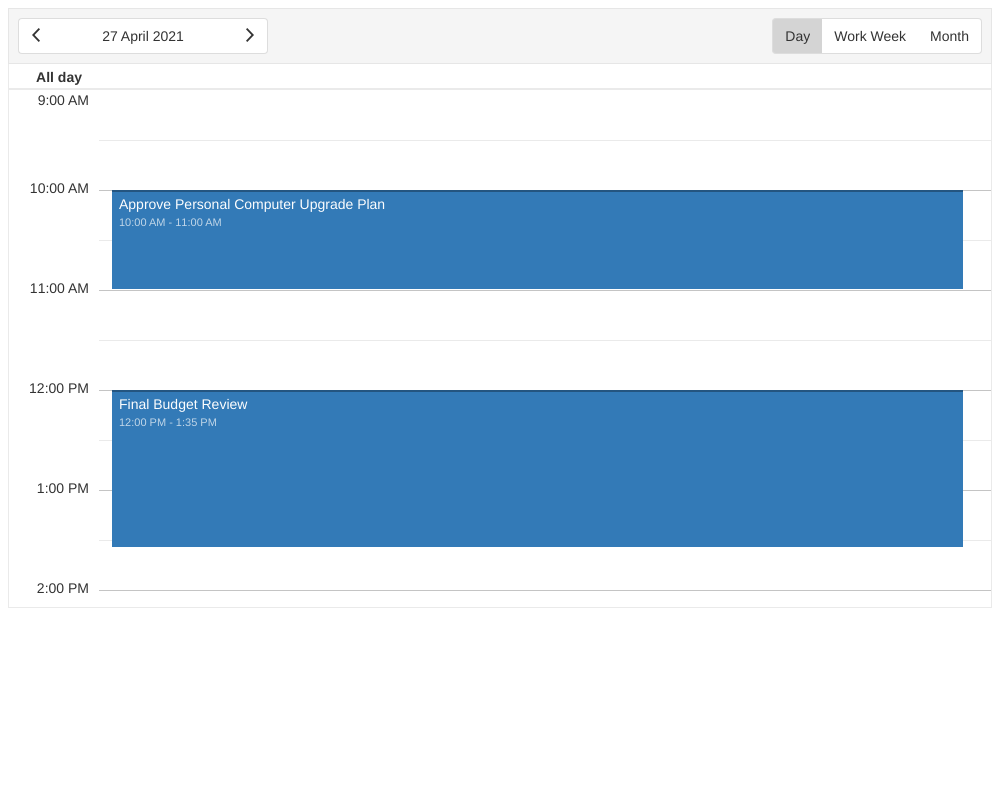 27 April 2021
Day
Work Week
Month
All day
9:00 AM
10:00 AM
Approve Personal Computer Upgrade Plan
10:00 AM - 11:00 AM
11:00 AM
12:00 PM
Final Budget Review
12:00 PM - 1:35 PM
1:00 PM
2:00 PM